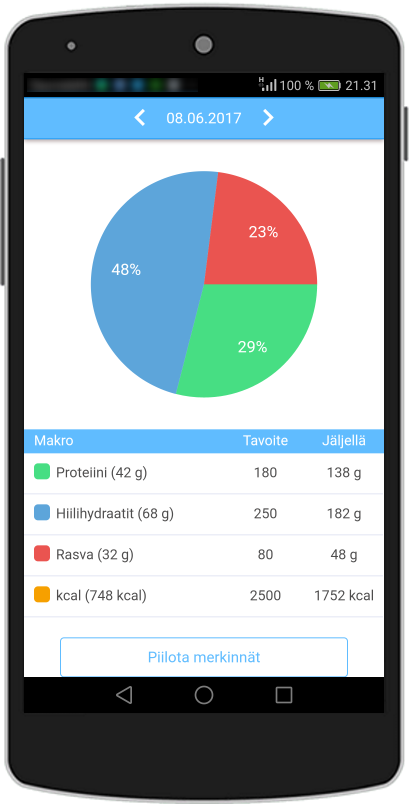 H 100 % 21.31
08.06.2017
23%
48%
29%
Makro Tavoite Jäljellä
Proteiini (42 g) 180 138 g
Hiilihydraatit (68 g) 250 182 g
Rasva (32 g) 80 48 g
kcal (748 kcal) 2500 1752 kcal
Piilota merkinnät